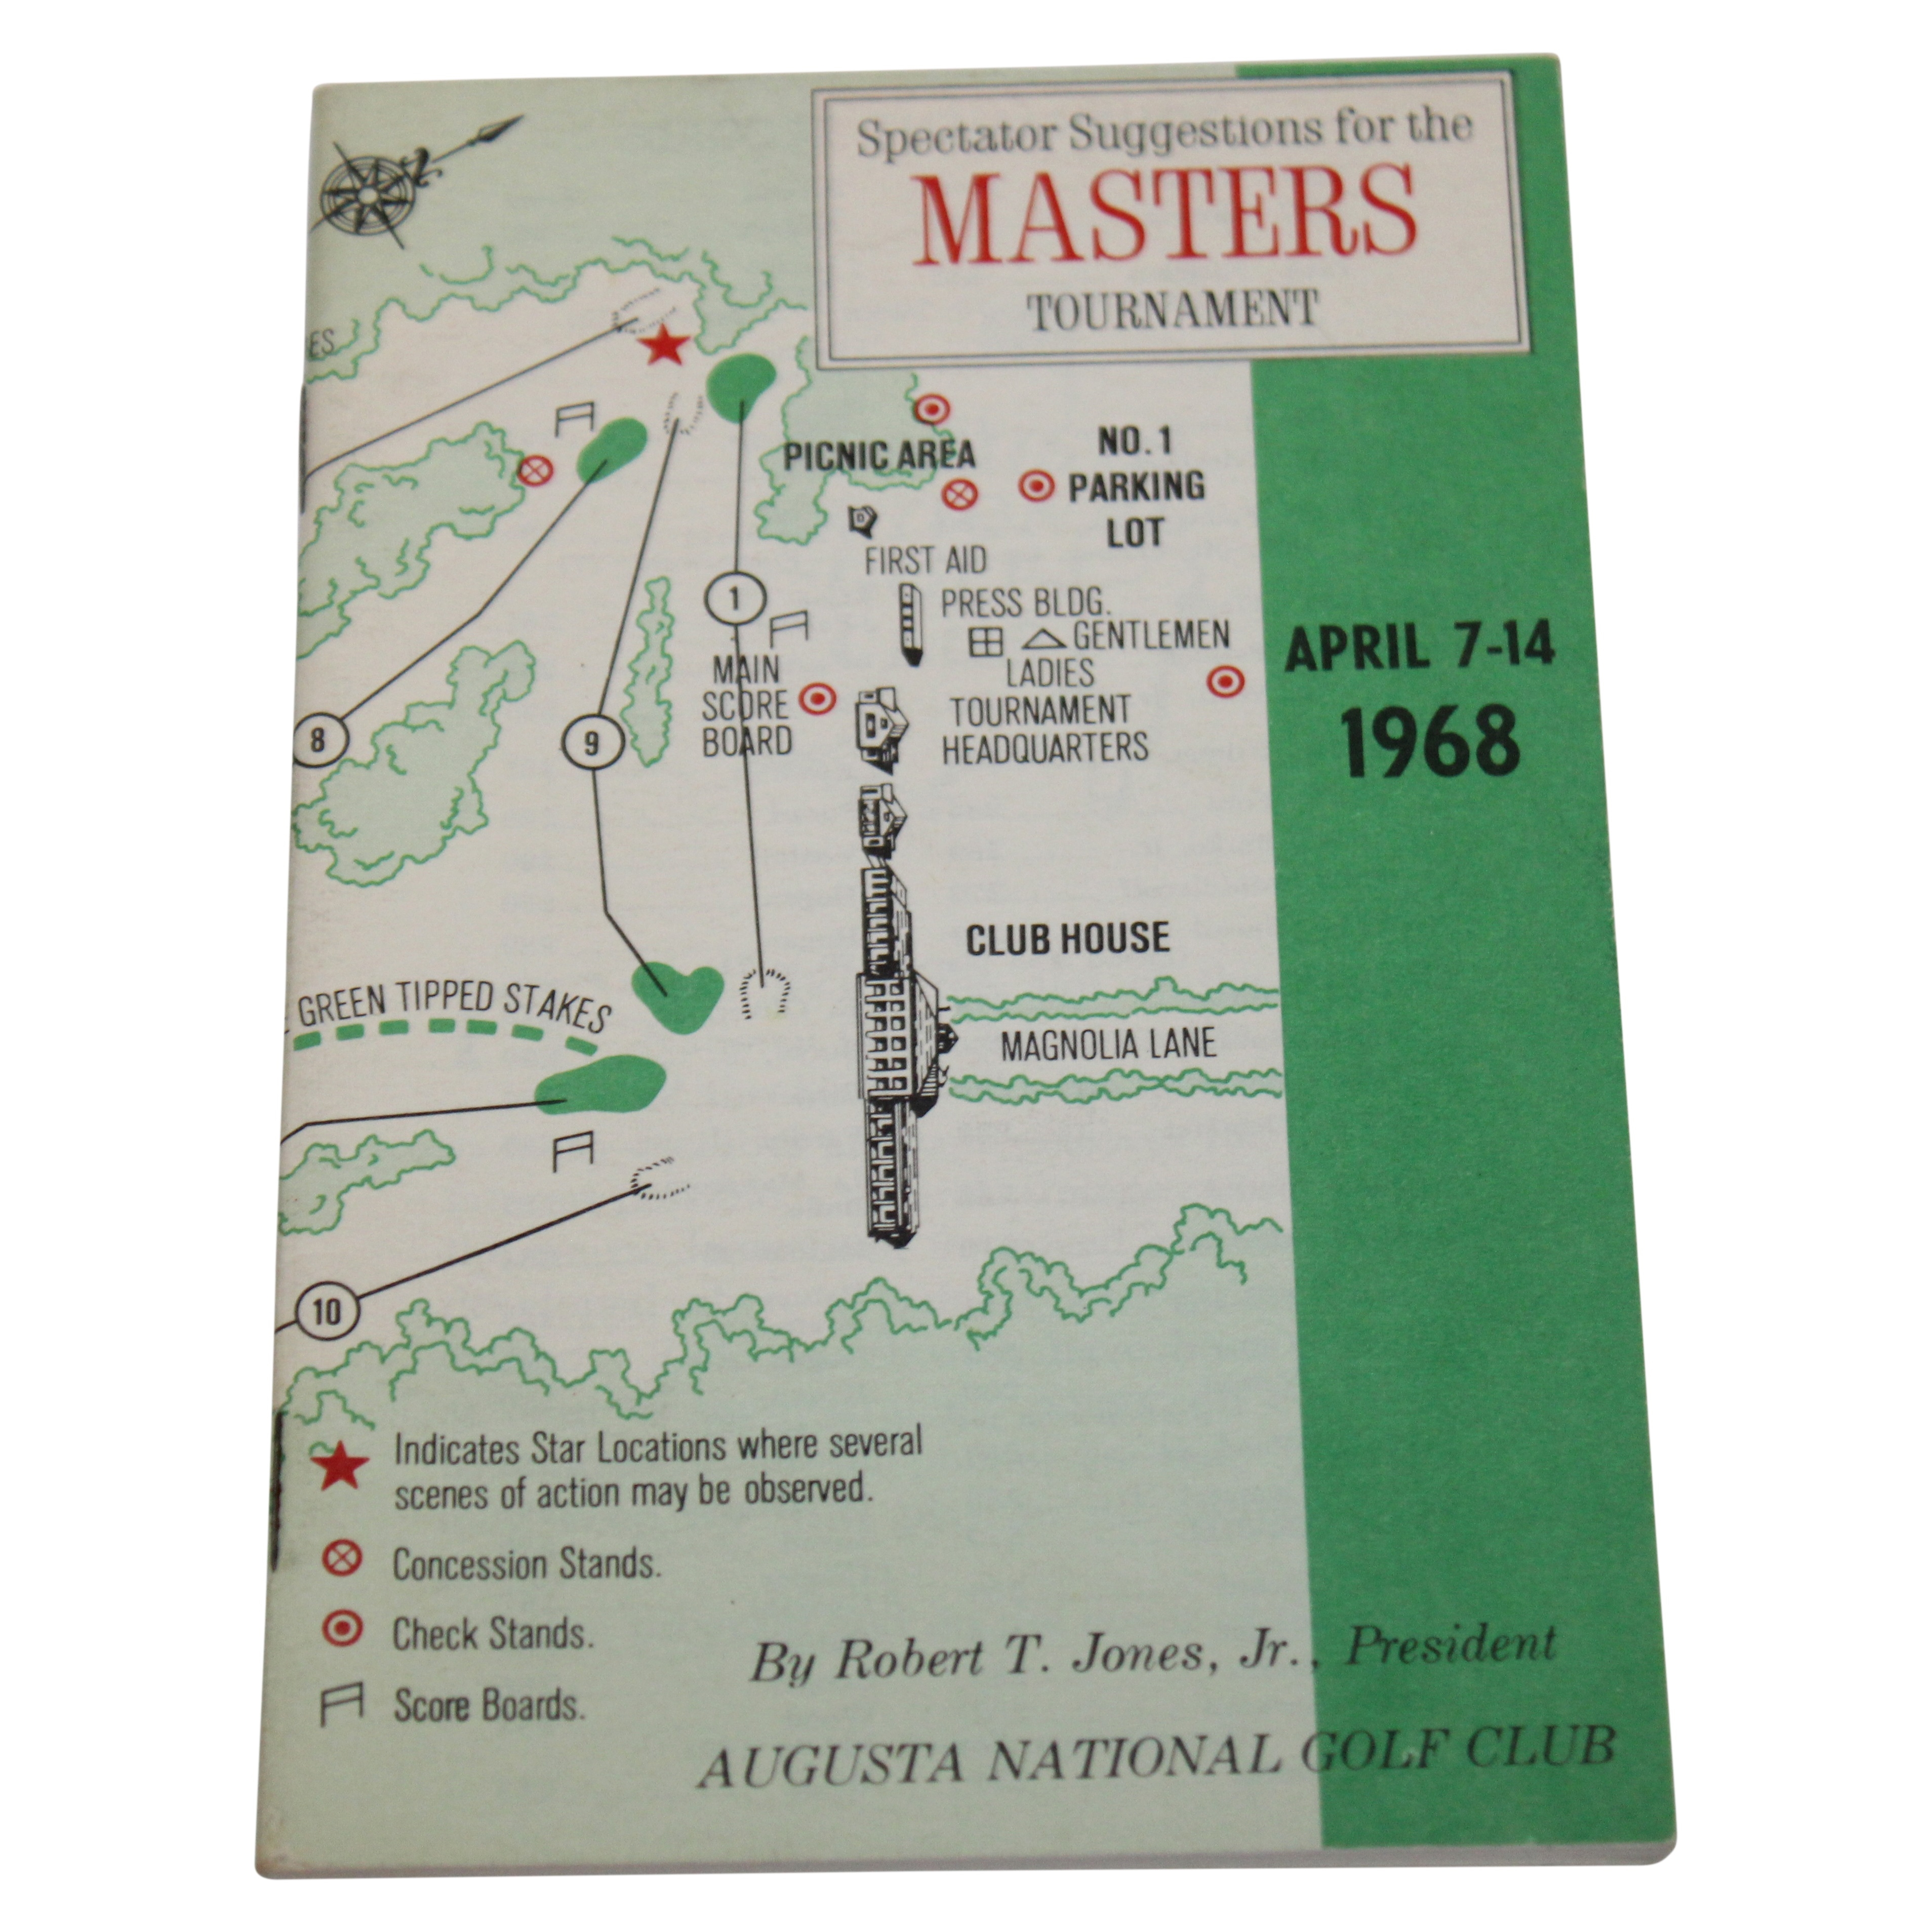 Spectator Suggestions for the
MASTERS
TOURNAMENT
ES
PICNIC AREA
NO. 1
PARKING
LOT
FIRST AID
PRESS BLDG.
GENTLEMEN
LADIES
1
MAIN
SCORE
BOARD
TOURNAMENT
HEADQUARTERS
APRIL 7-14
1968
8
9
CLUB HOUSE
GREEN TIPPED STAKES
MAGNOLIA LANE
10
Indicates Star Locations where several
scenes of action may be observed.
Concession Stands.
Check Stands.
Score Boards.
By Robert T. Jones, Jr., President
AUGUSTA NATIONAL GOLF CLUB